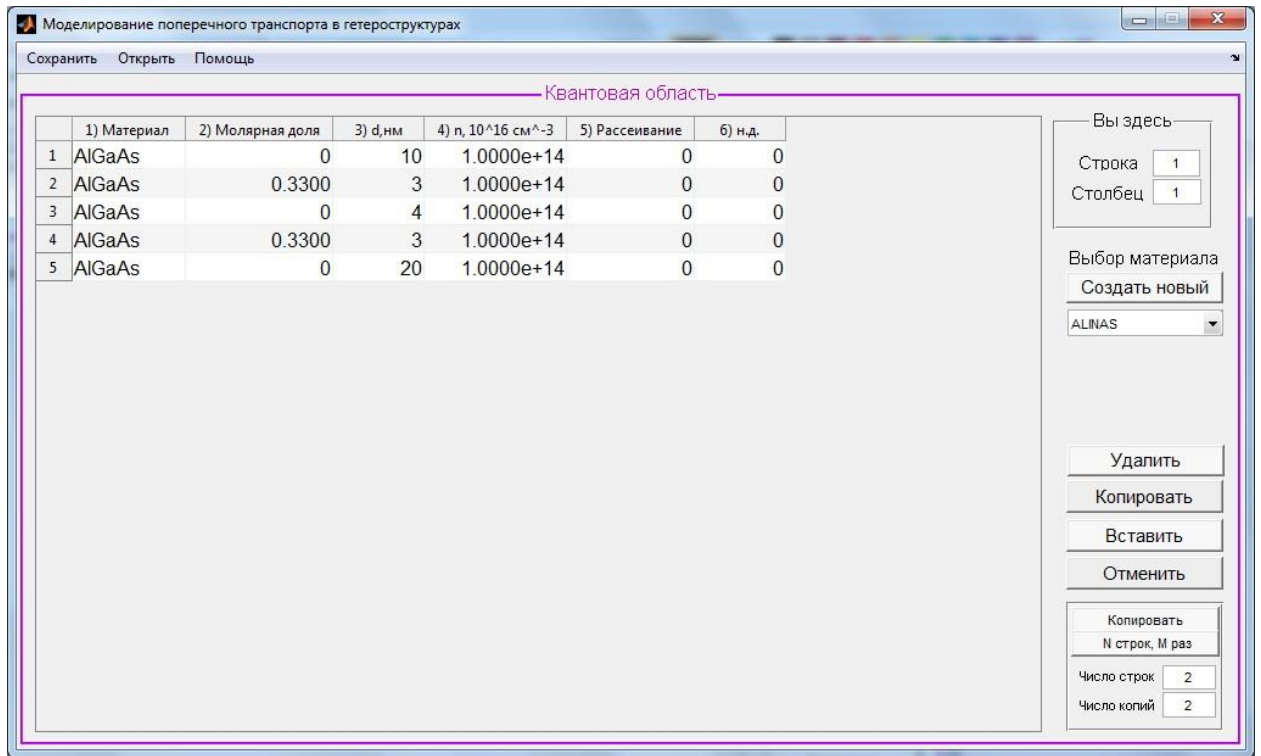 Моделирование поперечного транспорта в гетероструктурах
Сохранить Открыть Помощь
Квантовая область
1) Материал 2) Молярная доля 3) d,нм 4) n, 10^16 см^-3 5) Рассеивание 6) н.д.
1 AlGaAs 0 10 1.0000e+14 0 0
2 AlGaAs 0.3300 3 1.0000e+14 0 0
3 AlGaAs 0 4 1.0000e+14 0 0
4 AlGaAs 0.3300 3 1.0000e+14 0 0
5 AlGaAs 0 20 1.0000e+14 0 0
Вы здесь
Строка 1
Столбец 1
Выбор материала
Создать новый
ALINAS
Удалить
Копировать
Вставить
Отменить
Копировать
N строк, M раз
Число строк 2
Число копий 2